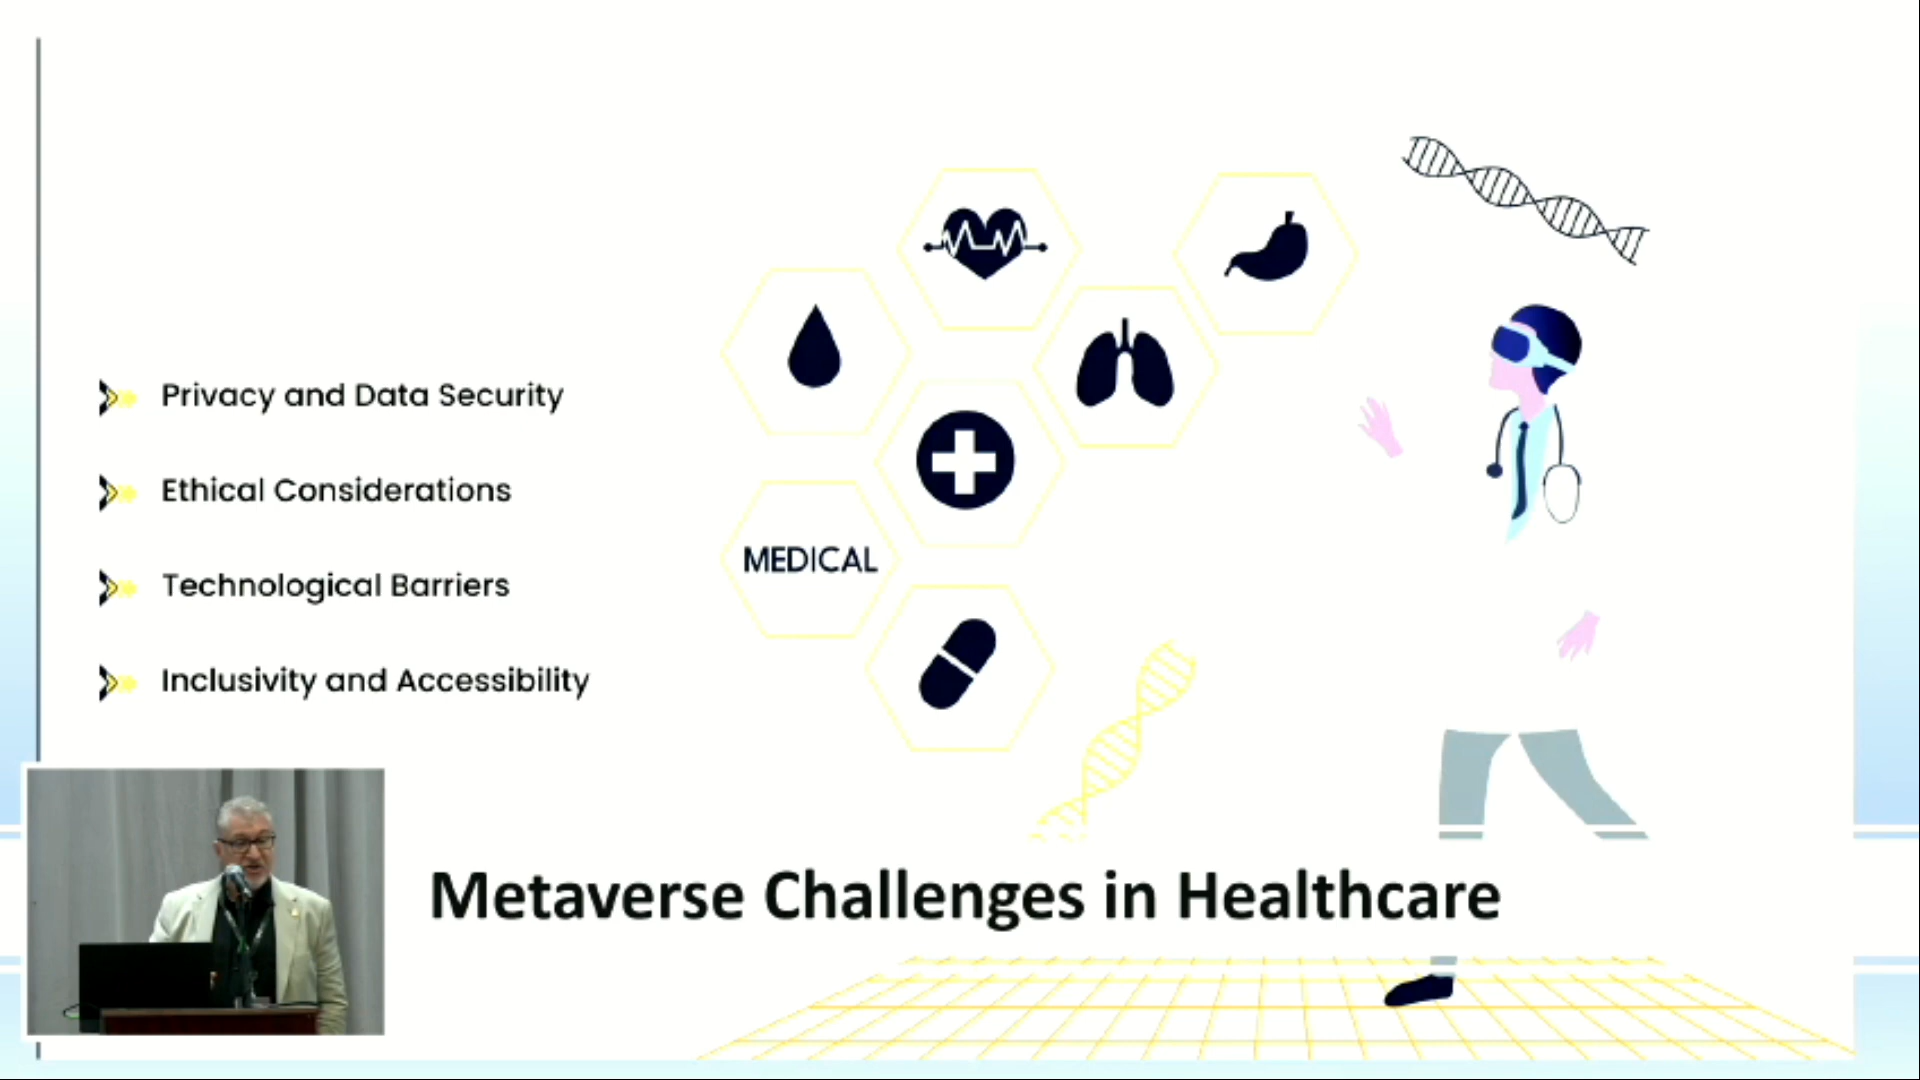 Privacy and Data Security
Ethical Considerations
Technological Barriers
Inclusivity and Accessibility
MEDICAL
Metaverse Challenges in Healthcare